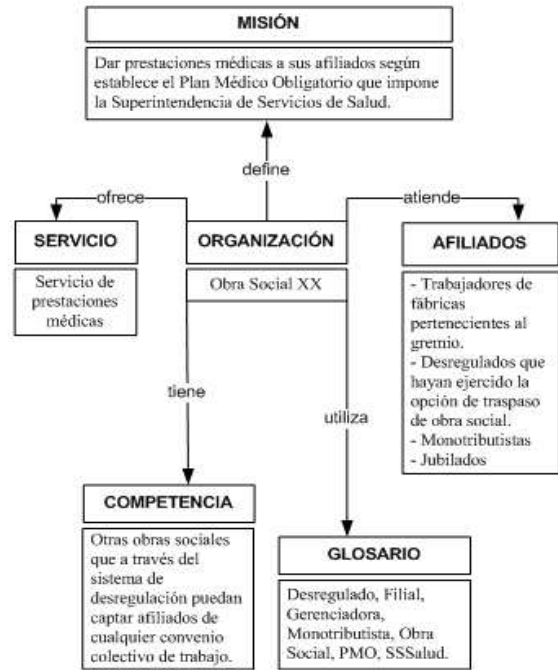 MISIÓN
Dar prestaciones médicas a sus afiliados según
establece el Plan Médico Obligatorio que impone
la Superintendencia de Servicios de Salud.
define
ofrece
atiende
SERVICIO
Servicio de
prestaciones
médicas
ORGANIZACIÓN
Obra Social XX
AFILIADOS
- Trabajadores de
fábricas
pertenecientes al
gremio.
- Desregulados que
hayan ejercido la
opción de traspaso
de obra social.
- Monotributistas
- Jubilados
tiene
utiliza
COMPETENCIA
Otras obras sociales
que a través del
sistema de
desregulación puedan
captar afiliados de
cualquier convenio
colectivo de trabajo.
GLOSARIO
Desregulado, Filial,
Gerenciadora,
Monotributista, Obra
Social, PMO, SSSalud.